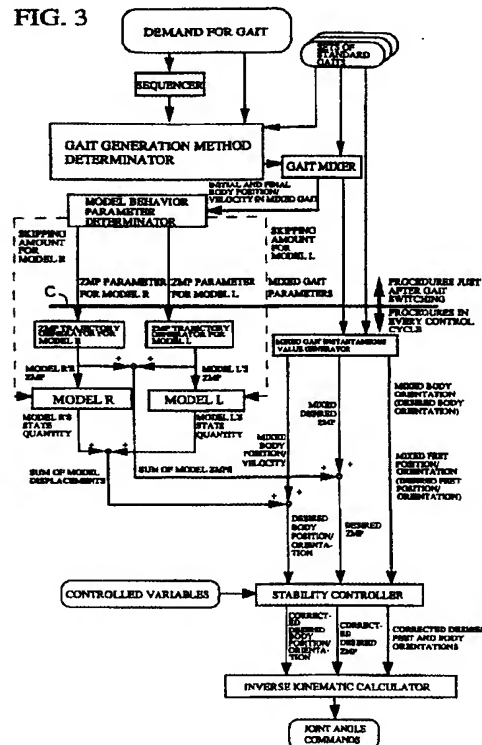 FIG. 3
DEMAND FOR GAIT
SETS OF
STANDARD
GAITS
SEQUENCER
GAIT GENERATION METHOD
DETERMINATOR
GAIT MIXER
INITIAL AND FINAL
BODY POSITION/
VELOCITY IN MIXED GAIT
MODEL BEHAVIOR
PARAMETER
DETERMINATOR
SKIPPING
AMOUNT
FOR
MODEL R
SKIPPING
AMOUNT
FOR
MODEL L
ZMP PARAMETER
FOR MODEL R
ZMP PARAMETER
FOR MODEL L
MIXED GAIT
PARAMETERS
PROCEDURES JUST
AFTER GAIT
SWITCHING
C
PROCEDURES IN
EVERY CONTROL
CYCLE
ZMP TRAJECTORY
GENERATOR FOR
MODEL R
ZMP TRAJECTORY
GENERATOR FOR
MODEL L
MIXED GAIT INSTANTANEOUS
VALUE GENERATOR
MODEL R'S
ZMP
MODEL L'S
ZMP
+ +
MODEL R
MODEL L
MODEL R'S
STATE
QUANTITY
MODEL L'S
STATE
QUANTITY
+ +
MIXED
BODY
POSITION/
VELOCITY
MIXED
DESIRED
ZMP
MIXED BODY
ORIENTATION
(DESIRED BODY
ORIENTATION)
MIXED FEET
POSITION/
ORIENTATION
(DESIRED FEET
POSITION/
ORIENTATION)
SUM OF MODEL
DISPLACEMENTS
SUM OF MODEL ZMPS
+ +
+ +
DESIRED
BODY
POSITION/
ORIENTA-
TION
DESIRED
ZMP
CONTROLLED VARIABLES
STABILITY CONTROLLER
CORRECT-
ED
DESIRED
BODY
POSITION/
ORIENTATION
CORRECT-
ED
DESIRED
ZMP
CORRECTED DESIRED
FEET AND BODY
ORIENTATIONS
INVERSE KINEMATIC CALCULATOR
JOINT ANGLE
COMMANDS